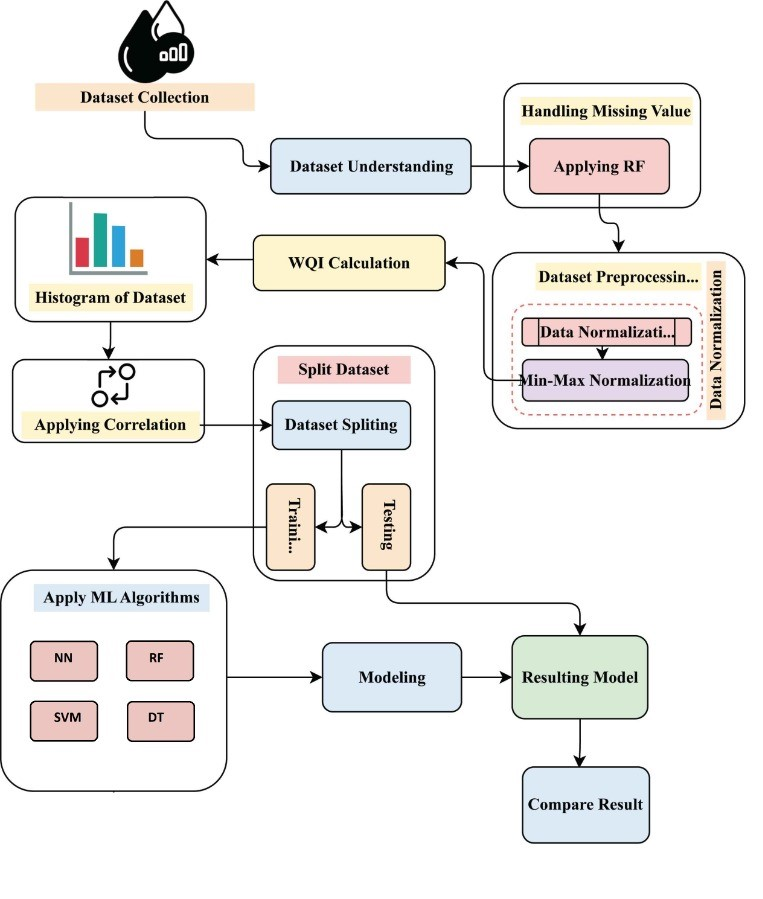 Dataset Collection
Handling Missing Value
Dataset Understanding
Applying RF
WQI Calculation
Dataset Preprocessin...
Data Normalizati...
Min-Max Normalization
Data Normalization
Histogram of Dataset
Applying Correlation
Split Dataset
Dataset Spliting
Traini...
Testing
Apply ML Algorithms
NN
RF
SVM
DT
Modeling
Resulting Model
Compare Result